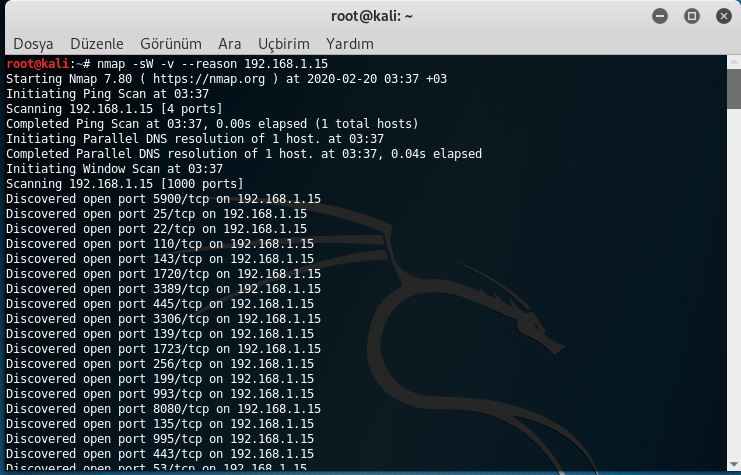 root@kali: ~
Dosya Düzenle Görünüm Ara Uçbirim Yardım
root@kali:~# nmap -sW -v --reason 192.168.1.15
Starting Nmap 7.80 ( https://nmap.org ) at 2020-02-20 03:37 +03
Initiating Ping Scan at 03:37
Scanning 192.168.1.15 [4 ports]
Completed Ping Scan at 03:37, 0.00s elapsed (1 total hosts)
Initiating Parallel DNS resolution of 1 host. at 03:37
Completed Parallel DNS resolution of 1 host. at 03:37, 0.04s elapsed
Initiating Window Scan at 03:37
Scanning 192.168.1.15 [1000 ports]
Discovered open port 5900/tcp on 192.168.1.15
Discovered open port 25/tcp on 192.168.1.15
Discovered open port 22/tcp on 192.168.1.15
Discovered open port 110/tcp on 192.168.1.15
Discovered open port 143/tcp on 192.168.1.15
Discovered open port 1720/tcp on 192.168.1.15
Discovered open port 3389/tcp on 192.168.1.15
Discovered open port 445/tcp on 192.168.1.15
Discovered open port 3306/tcp on 192.168.1.15
Discovered open port 139/tcp on 192.168.1.15
Discovered open port 1723/tcp on 192.168.1.15
Discovered open port 256/tcp on 192.168.1.15
Discovered open port 199/tcp on 192.168.1.15
Discovered open port 993/tcp on 192.168.1.15
Discovered open port 8080/tcp on 192.168.1.15
Discovered open port 135/tcp on 192.168.1.15
Discovered open port 995/tcp on 192.168.1.15
Discovered open port 443/tcp on 192.168.1.15
Discovered open port 53/tcp on 192.168.1.15